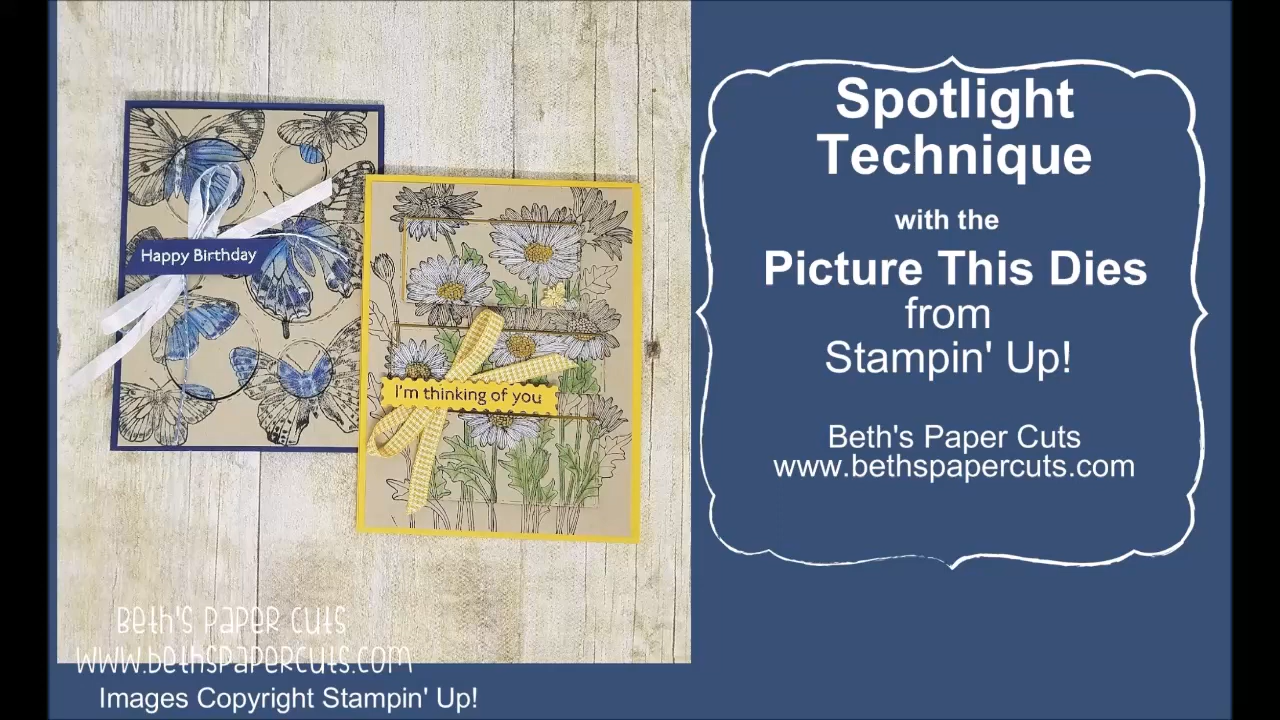 Happy Birthday
I'm thinking of you
Beth's Paper Cuts
www.bethspapercuts.com
Images Copyright Stampin' Up!
Spotlight
Technique
with the
Picture This Dies
from
Stampin' Up!
Beth's Paper Cuts
www.bethspapercuts.com